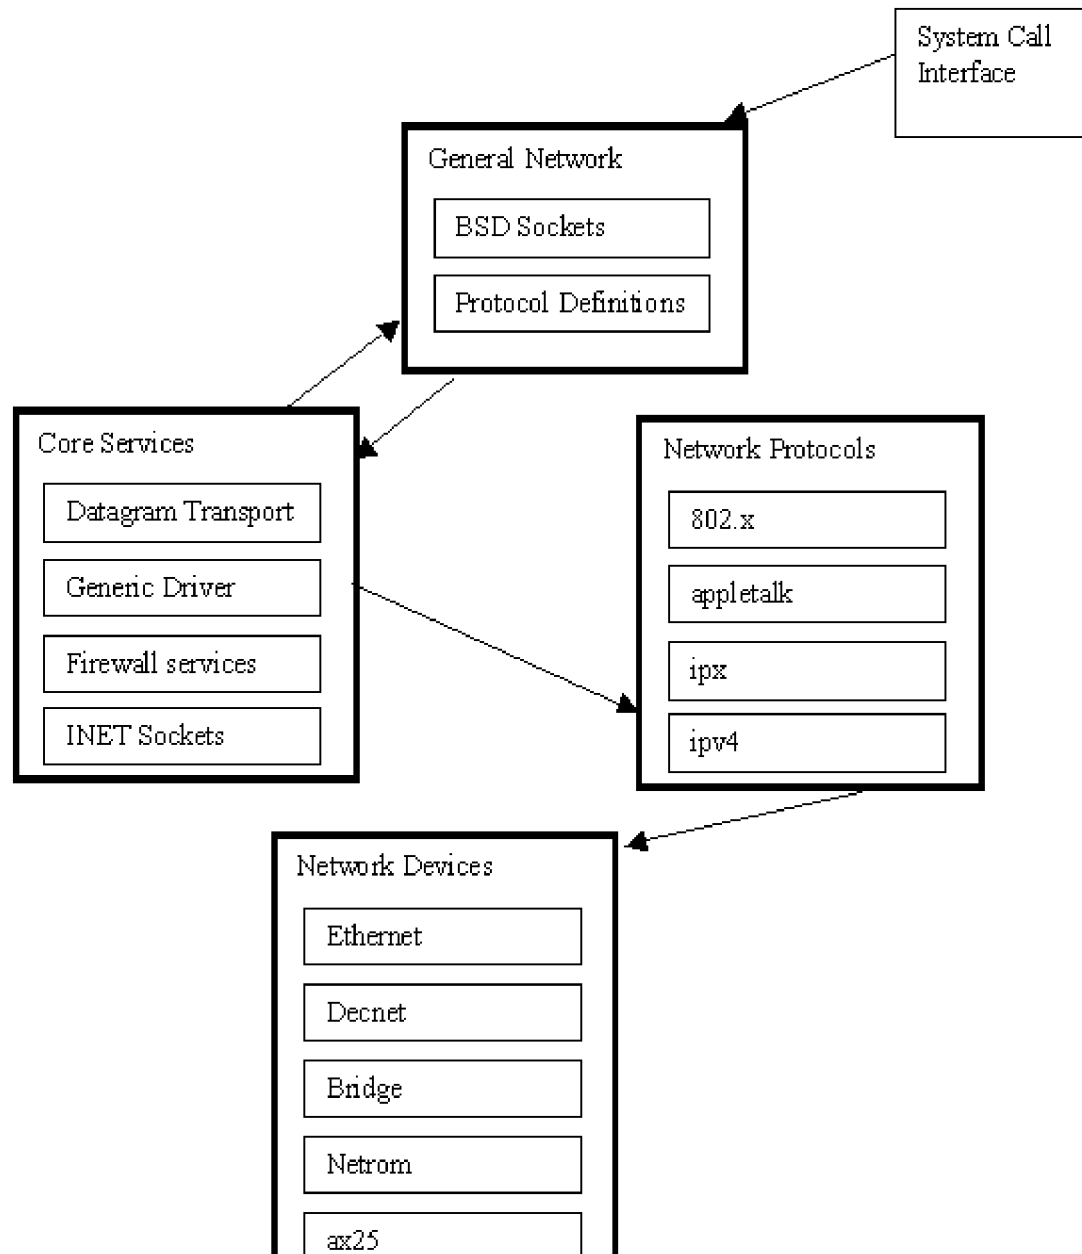 System Call
Interface
General Network
BSD Sockets
Protocol Definitions
Core Services
Datagram Transport
Generic Driver
Firewall services
INET Sockets
Network Protocols
802.x
appletalk
ipx
ipv4
Network Devices
Ethernet
Decnet
Bridge
Netrom
ax25